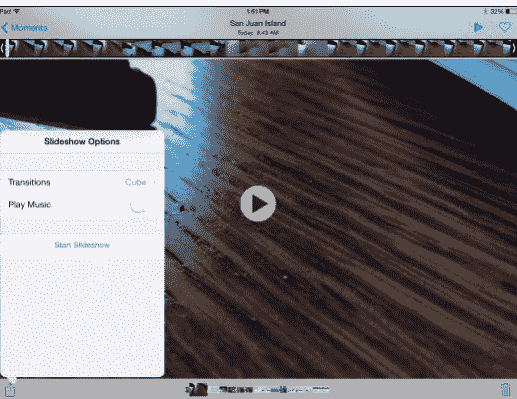 iPad 1:51 PM 32%
Moments San Juan Island
Today 8:43 AM
Slideshow Options
Transitions Cube
Play Music
Start Slideshow